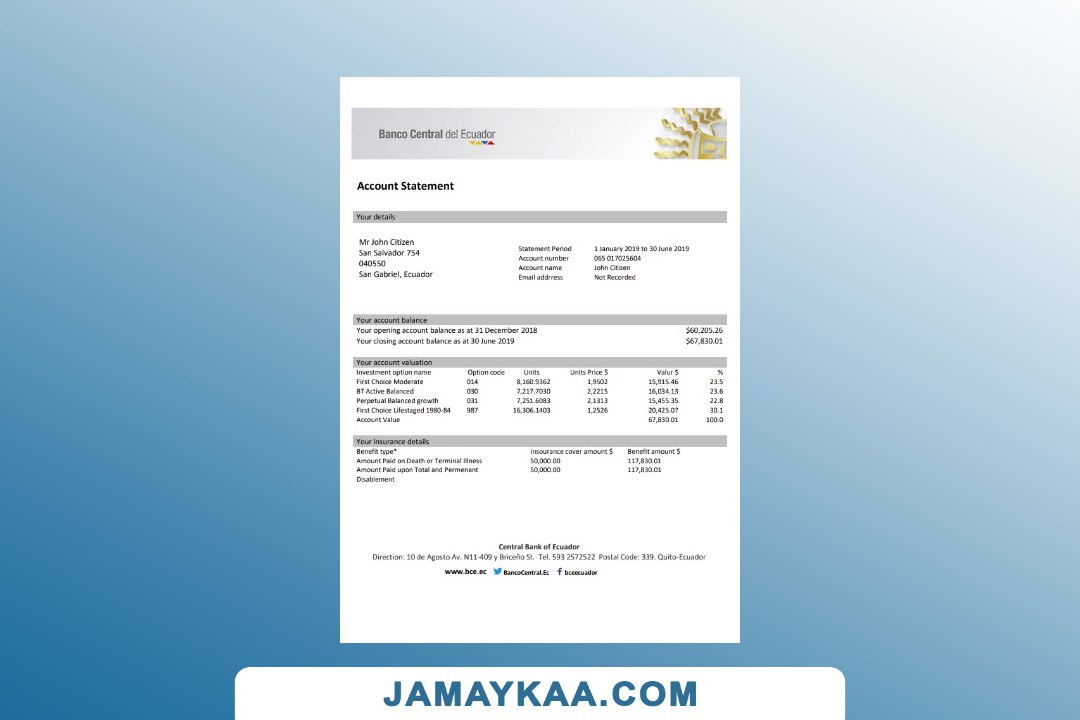 Banco Central del Ecuador
Account Statement
Your details
Mr John Citizen
San Salvador 754
040550
San Gabriel, Ecuador
Statement Period 1 January 2019 to 30 June 2019
Account number 065 017025604
Account name John Citizen
Email addrress Not Recorded
Your account balance
Your opening account balance as at 31 December 2018 $60,205.26
Your closing account balance as at 30 June 2019 $67,830.01
Your account valuation
Investment option name Option code Units Units Price $ Valur $ %
First Choice Moderate 014 8,160.9362 1,9502 15,915.46 23.5
BT Active Balanced 030 7,217.7030 2,2215 16,034.13 23.6
Perpetual Balanced growth 031 7,251.6083 2,1313 15,455.35 22.8
First Choice Lifestaged 1980-84 987 16,306.1403 1,2526 20,425.07 30.1
Account Value 67,830.01 100.0
Your insurance details
Benefit type* Insourance cover amount $ Benefit amount $
Amount Paid on Death or Terminal Illness 50,000.00 117,830.01
Amount Paid upon Total and Permenant 50,000.00 117,830.01
Disablement
Central Bank of Ecuador
Direction: 10 de Agosto Av. N11-409 y Briceño St. Tel. 593 2572522 Postal Code: 339. Quito-Ecuador
www.bce.ec BancoCentral.Ec bceecuador
JAMAYKAA.COM